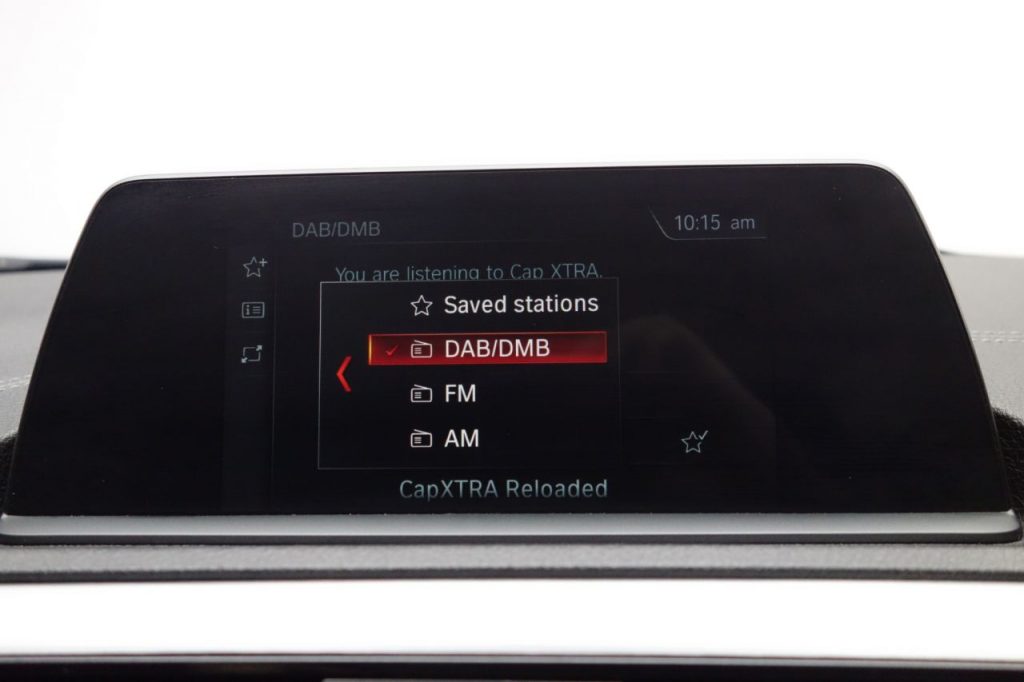 DAB/DMB
10:15 am
You are listening to Cap XTRA.
Saved stations
DAB/DMB
FM
AM
CapXTRA Reloaded